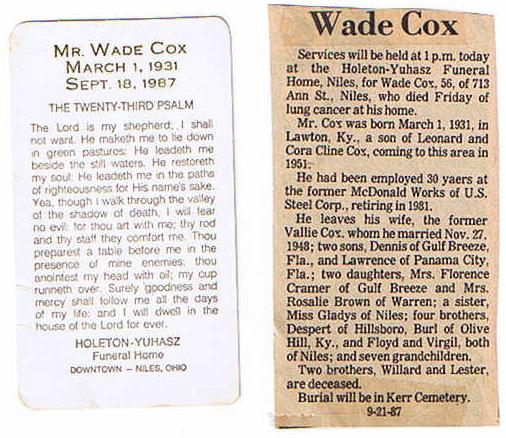 MR. WADE COX
MARCH 1, 1931
SEPT. 18, 1987
THE TWENTY-THIRD PSALM
The Lord is my shepherd; I shall
not want. He maketh me to lie down
in green pastures: He leadeth me
beside the still waters. He restoreth
my soul: He leadeth me in the paths
of righteousness for His name's sake.
Yea, though I walk through the valley
of the shadow of death, I will fear
no evil: for thou art with me; thy rod
and thy staff they comfort me. Thou
preparest a table before me in the
presence of mine enemies: thou
anointest my head with oil; my cup
runneth over. Surely goodness and
mercy shall follow me all the days
of my life: and I will dwell in the
house of the Lord for ever.
HOLETON-YUHASZ
Funeral Home
DOWNTOWN – NILES, OHIO
Wade Cox
Services will be held at 1 p.m. today
at the Holeton-Yuhasz Funeral
Home, Niles, for Wade Cox, 56, of 713
Ann St., Niles, who died Friday of
lung cancer at his home.
Mr. Cox was born March 1, 1931, in
Lawton, Ky., a son of Leonard and
Cora Cline Cox, coming to this area in
1951.
He had been employed 30 yaers at
the former McDonald Works of U.S.
Steel Corp., retiring in 1981.
He leaves his wife, the former
Vallie Cox, whom he married Nov. 27,
1948; two sons, Dennis of Gulf Breeze,
Fla., and Lawrence of Panama City,
Fla.; two daughters, Mrs. Florence
Cramer of Gulf Breeze and Mrs.
Rosalie Brown of Warren; a sister,
Miss Gladys of Niles; four brothers,
Despert of Hillsboro, Burl of Olive
Hill, Ky., and Floyd and Virgil, both
of Niles; and seven grandchildren.
Two brothers, Willard and Lester,
are deceased.
Burial will be in Kerr Cemetery.
9-21-87